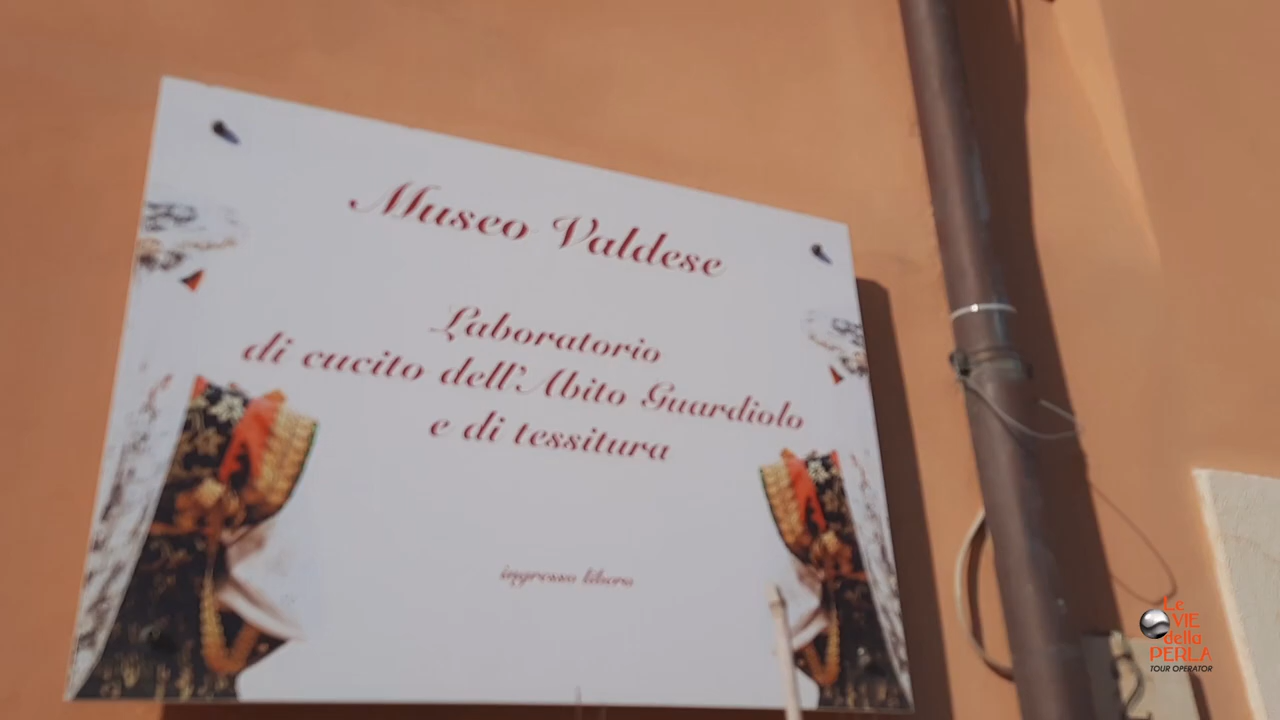 Museo Valdese
Laboratorio
di cucito dell'Abito Guardiolo
e di tessitura
ingresso libero
Le
VIE
della
PERLA
TOUR OPERATOR